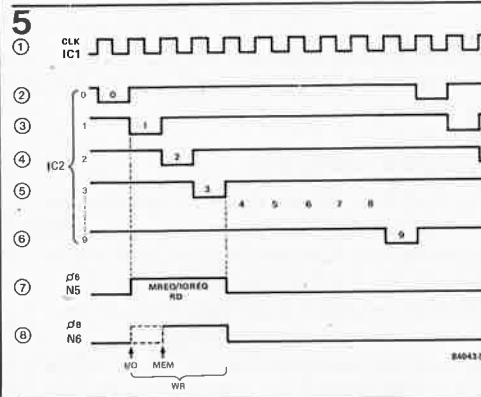 5
① CLK
IC1
② 0 0
③ 1 1
④ 2 2
IC2
⑤ 3 3
4 5 6 7 8
⑥ 9 9
⑦ Ø6
N5
MREQ/IOREQ
RD
⑧ Ø8
N6
I/O MEM
WR